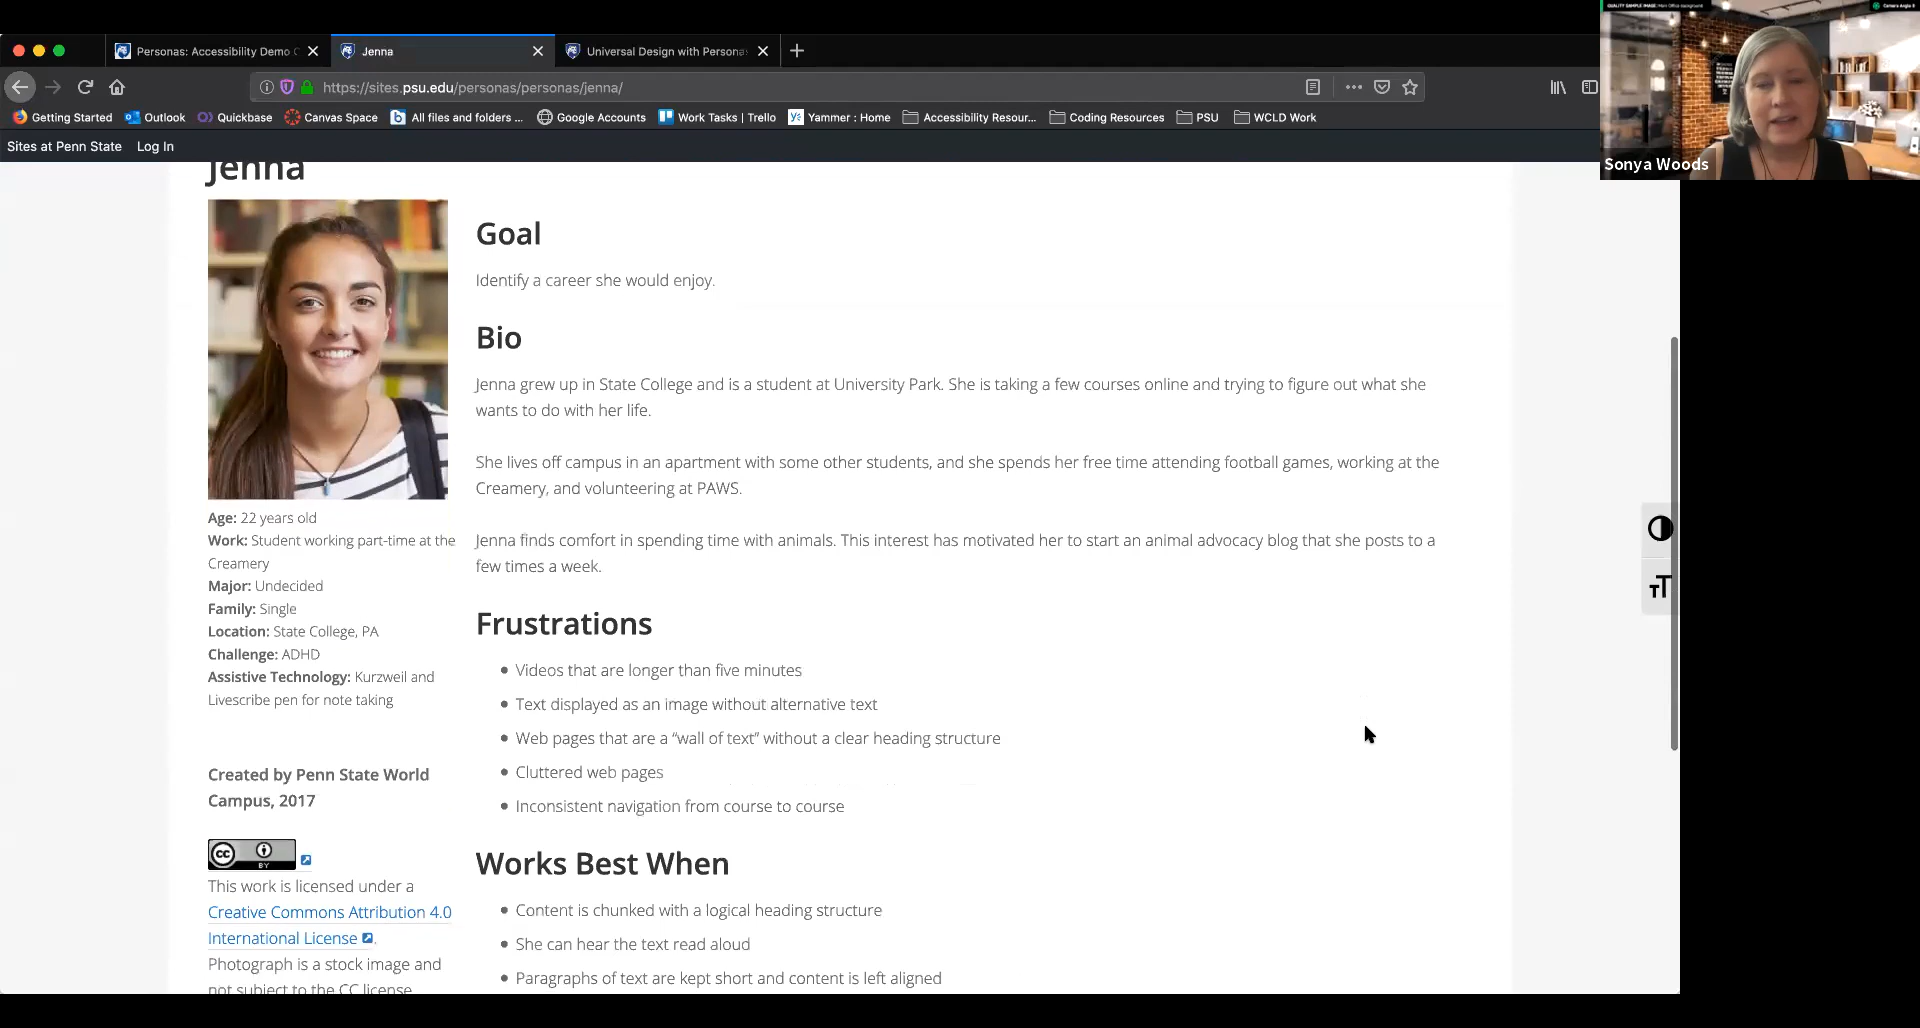 QUALITY SAMPLE IMAGE
Personas: Accessibility Demo
Jenna
Universal Design with Persona
https://sites.psu.edu/personas/personas/jenna/
Getting Started
Outlook
Quickbase
Canvas Space
All files and folders ...
Google Accounts
Work Tasks | Trello
Yammer : Home
Accessibility Resour...
Coding Resources
PSU
WCLD Work
Sites at Penn State
Log In
Sonya Woods
Jenna
Goal
Identify a career she would enjoy.
Bio
Jenna grew up in State College and is a student at University Park. She is taking a few courses online and trying to figure out what she
wants to do with her life.
She lives off campus in an apartment with some other students, and she spends her free time attending football games, working at the
Creamery, and volunteering at PAWS.
Jenna finds comfort in spending time with animals. This interest has motivated her to start an animal advocacy blog that she posts to a
few times a week.
Frustrations
Videos that are longer than five minutes
Text displayed as an image without alternative text
Web pages that are a “wall of text” without a clear heading structure
Cluttered web pages
Inconsistent navigation from course to course
Works Best When
Content is chunked with a logical heading structure
She can hear the text read aloud
Paragraphs of text are kept short and content is left aligned
Age: 22 years old
Work: Student working part-time at the
Creamery
Major: Undecided
Family: Single
Location: State College, PA
Challenge: ADHD
Assistive Technology: Kurzweil and
Livescribe pen for note taking
Created by Penn State World
Campus, 2017
cc
BY
This work is licensed under a
Creative Commons Attribution 4.0
International License.
Photograph is a stock image and
not subject to the CC license
TT